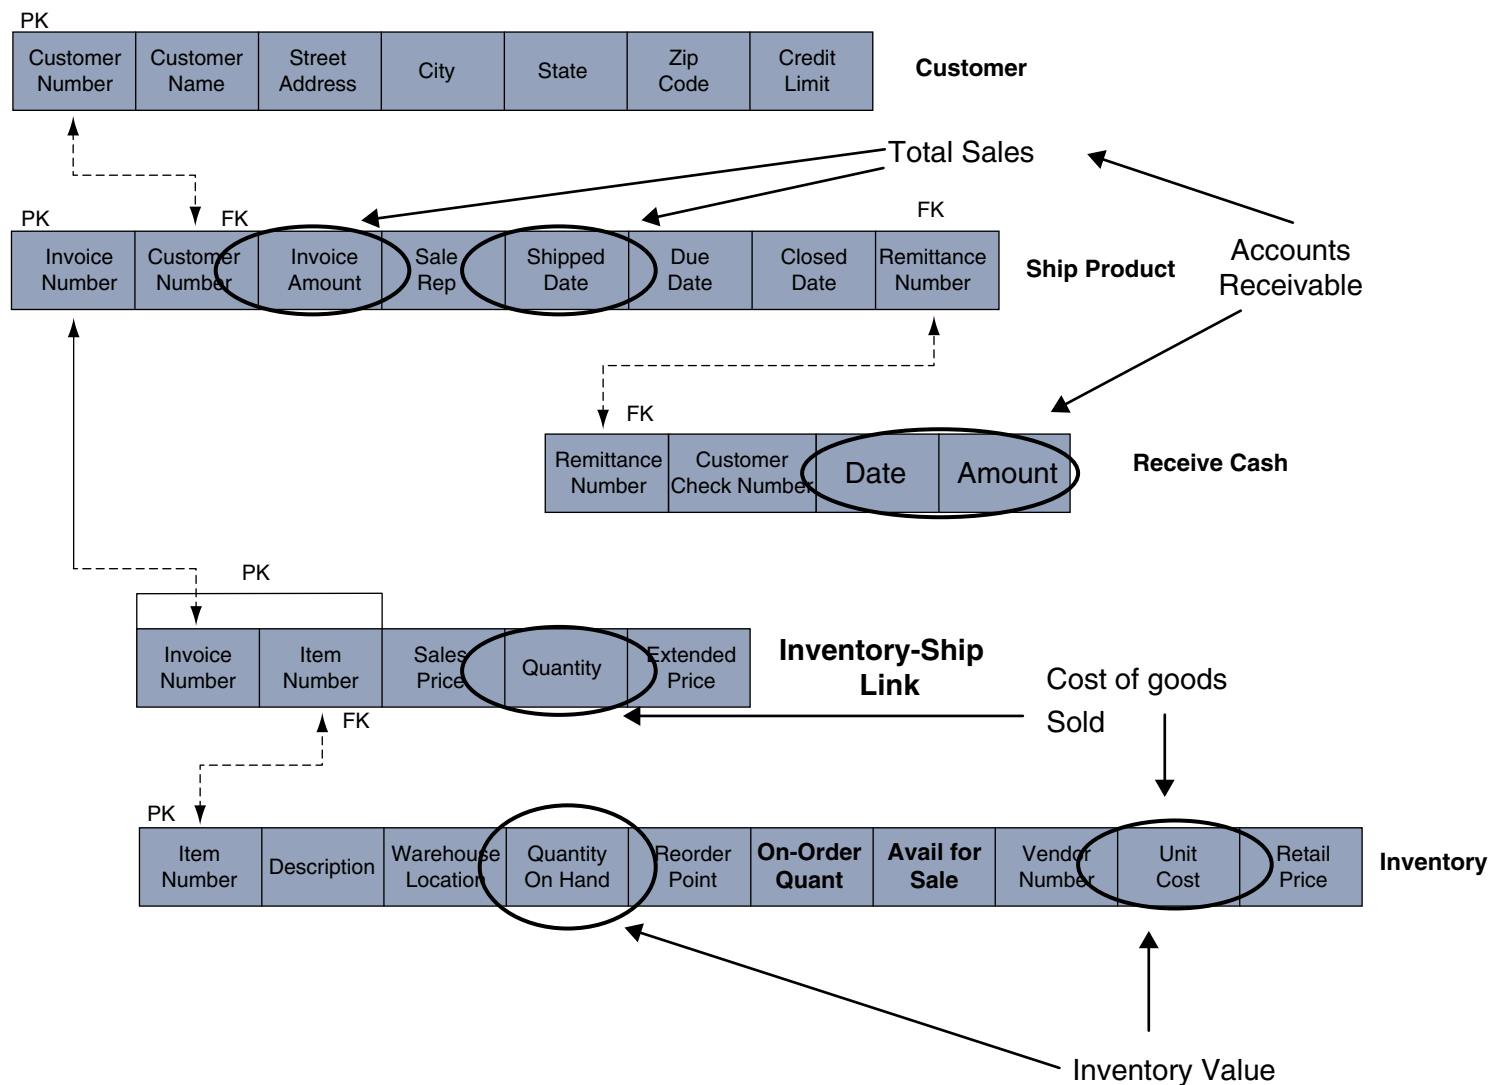 PK
Customer Number
Customer Name
Street Address
City
State
Zip Code
Credit Limit
Customer
Total Sales
PK
FK
FK
Invoice Number
Customer Number
Invoice Amount
Sale Rep
Shipped Date
Due Date
Closed Date
Remittance Number
Ship Product
Accounts
Receivable
FK
Remittance Number
Customer Check Number
Date
Amount
Receive Cash
PK
Invoice Number
Item Number
Sales Price
Quantity
Extended Price
Inventory-Ship
Link
Cost of goods
Sold
FK
PK
Item Number
Description
Warehouse Location
Quantity On Hand
Reorder Point
On-Order Quant
Avail for Sale
Vendor Number
Unit Cost
Retail Price
Inventory
Inventory Value